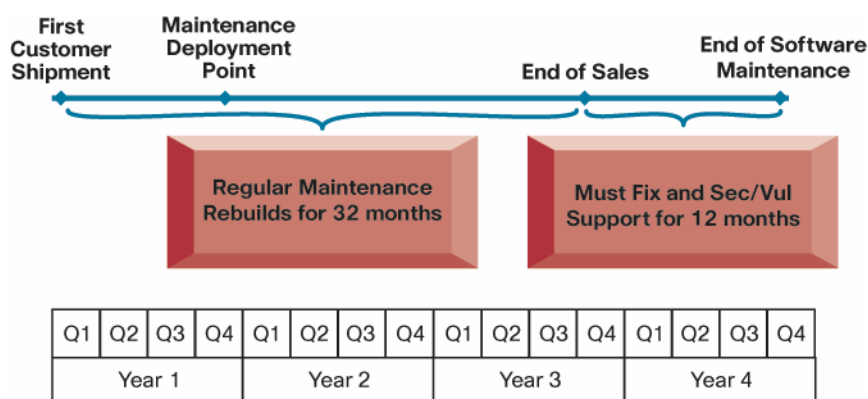 First
Customer
Shipment
Maintenance
Deployment
Point
End of Sales
End of Software
Maintenance
Regular Maintenance
Rebuilds for 32 months
Must Fix and Sec/Vul
Support for 12 months
Q1 Q2 Q3 Q4 Q1 Q2 Q3 Q4 Q1 Q2 Q3 Q4 Q1 Q2 Q3 Q4
Year 1 Year 2 Year 3 Year 4